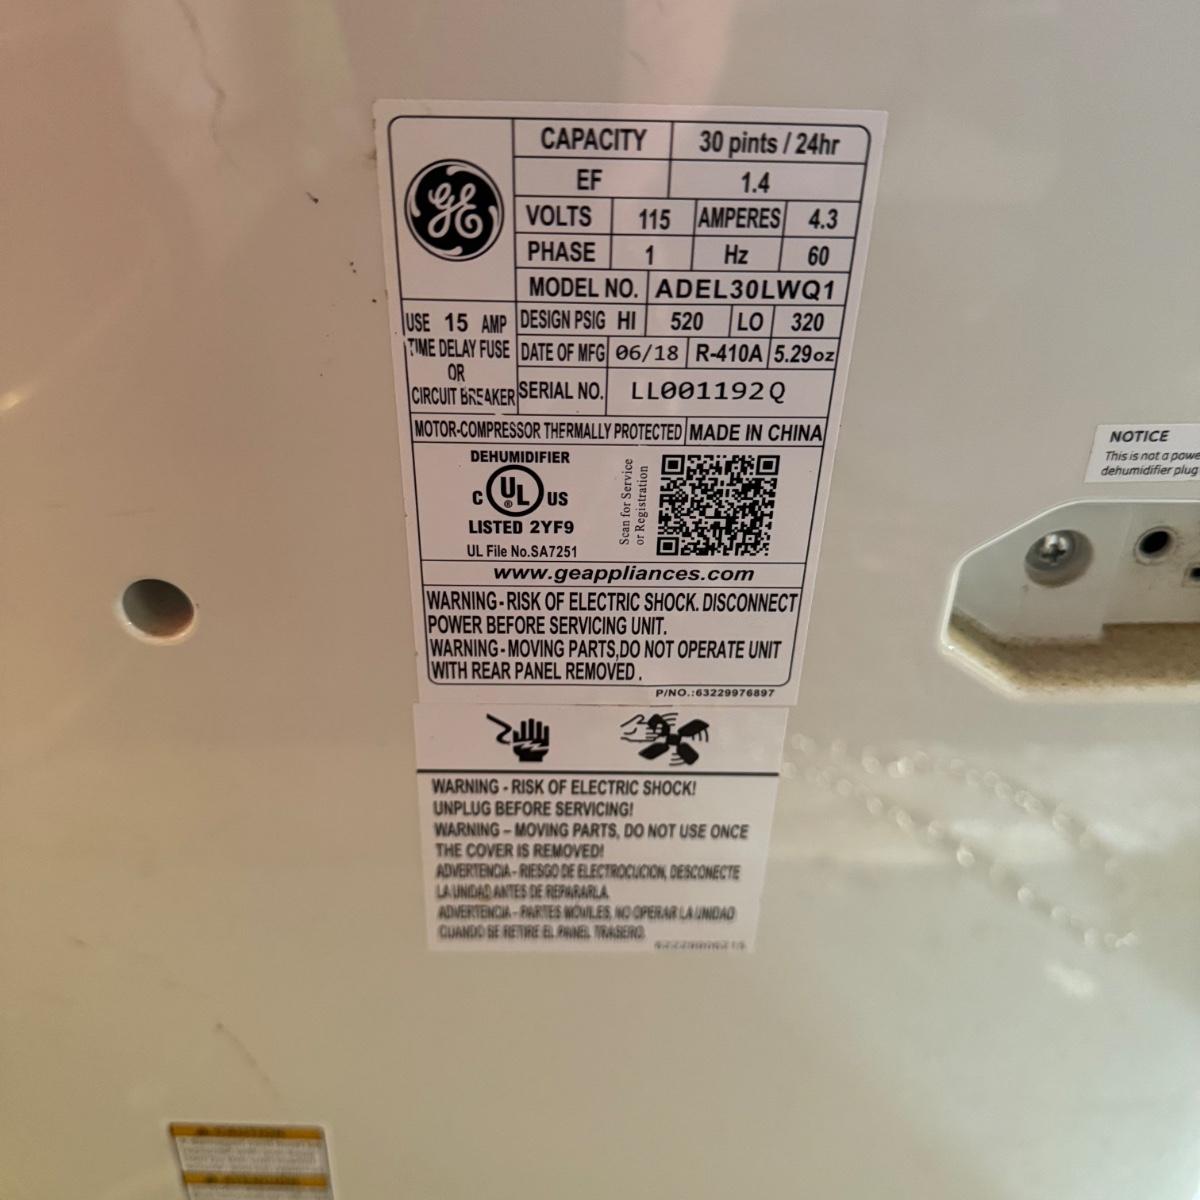 GE
CAPACITY 30 pints / 24hr
EF 1.4
VOLTS 115 AMPERES 4.3
PHASE 1 Hz 60
MODEL NO. ADEL30LWQ1
USE 15 AMP
TIME DELAY FUSE
OR
CIRCUIT BREAKER
DESIGN PSIG HI 520 LO 320
DATE OF MFG 06/18 R-410A 5.29oz
SERIAL NO. LL001192Q
MOTOR-COMPRESSOR THERMALLY PROTECTED MADE IN CHINA
DEHUMIDIFIER
C UL ® US
LISTED 2YF9
UL File No.SA7251
Scan for Service
or Registration
www.geappliances.com
WARNING-RISK OF ELECTRIC SHOCK. DISCONNECT
POWER BEFORE SERVICING UNIT.
WARNING-MOVING PARTS,DO NOT OPERATE UNIT
WITH REAR PANEL REMOVED.
P/NO.:63229976897
WARNING - RISK OF ELECTRIC SHOCK!
UNPLUG BEFORE SERVICING!
WARNING – MOVING PARTS, DO NOT USE ONCE
THE COVER IS REMOVED!
ADVERTENCIA - RIESGO DE ELECTROCUCION, DESCONECTE
LA UNIDAD ANTES DE REPARARLA.
ADVERTENCIA - PARTES MÓVILES, NO OPERAR LA UNIDAD
CUANDO SE RETIRE EL PANEL TRASERO.
NOTICE
This is not a powe
dehumidifier plug
CAUTION